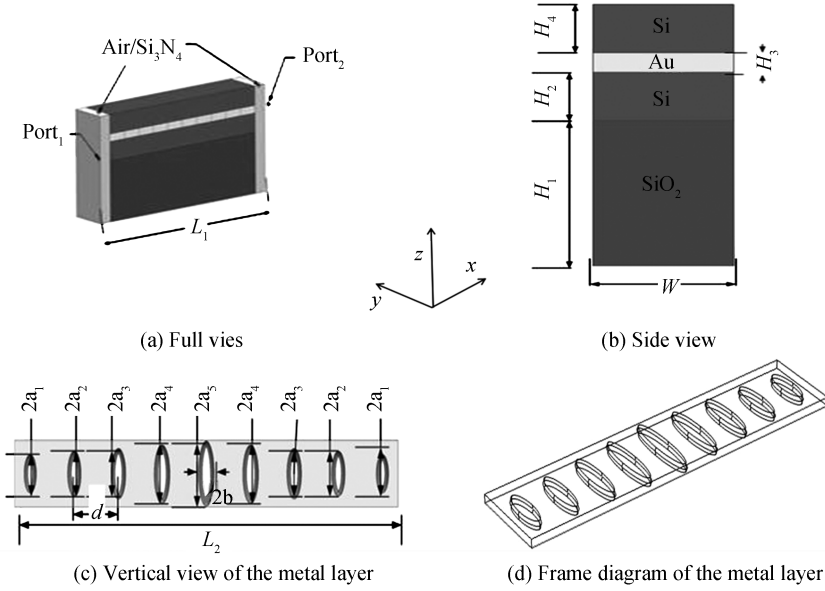 Air/Si₃N₄
Port₂
Port₁
L₁
(a) Full vies
H₄
Si
Au
H₃
H₂
Si
H₁
SiO₂
W
(b) Side view
z
x
y
2a₁
2a₂
2a₃
2a₄
2a₅
2a₄
2a₃
2a₂
2a₁
d
2b
L₂
(c) Vertical view of the metal layer
(d) Frame diagram of the metal layer